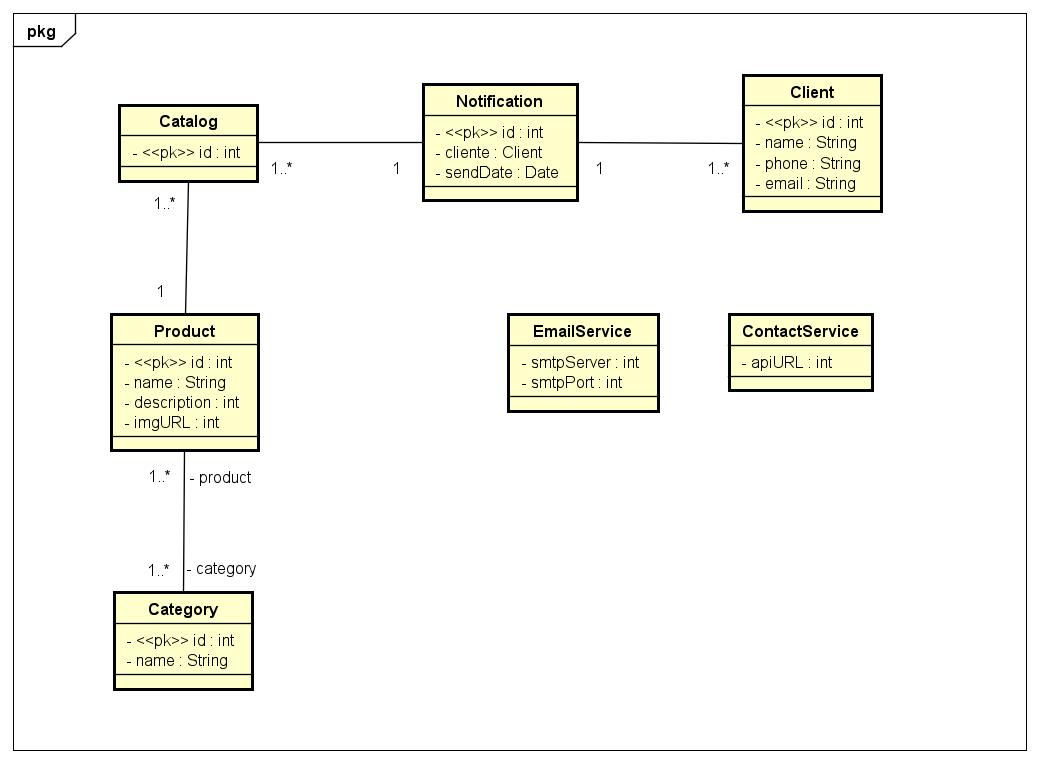 pkg
Catalog
- <<pk>> id : int
Notification
- <<pk>> id : int
- cliente : Client
- sendDate : Date
Client
- <<pk>> id : int
- name : String
- phone : String
- email : String
1..*
1
1
1..*
1..*
1
Product
- <<pk>> id : int
- name : String
- description : int
- imgURL : int
EmailService
- smtpServer : int
- smtpPort : int
ContactService
- apiURL : int
1..*
- product
1..*
- category
Category
- <<pk>> id : int
- name : String